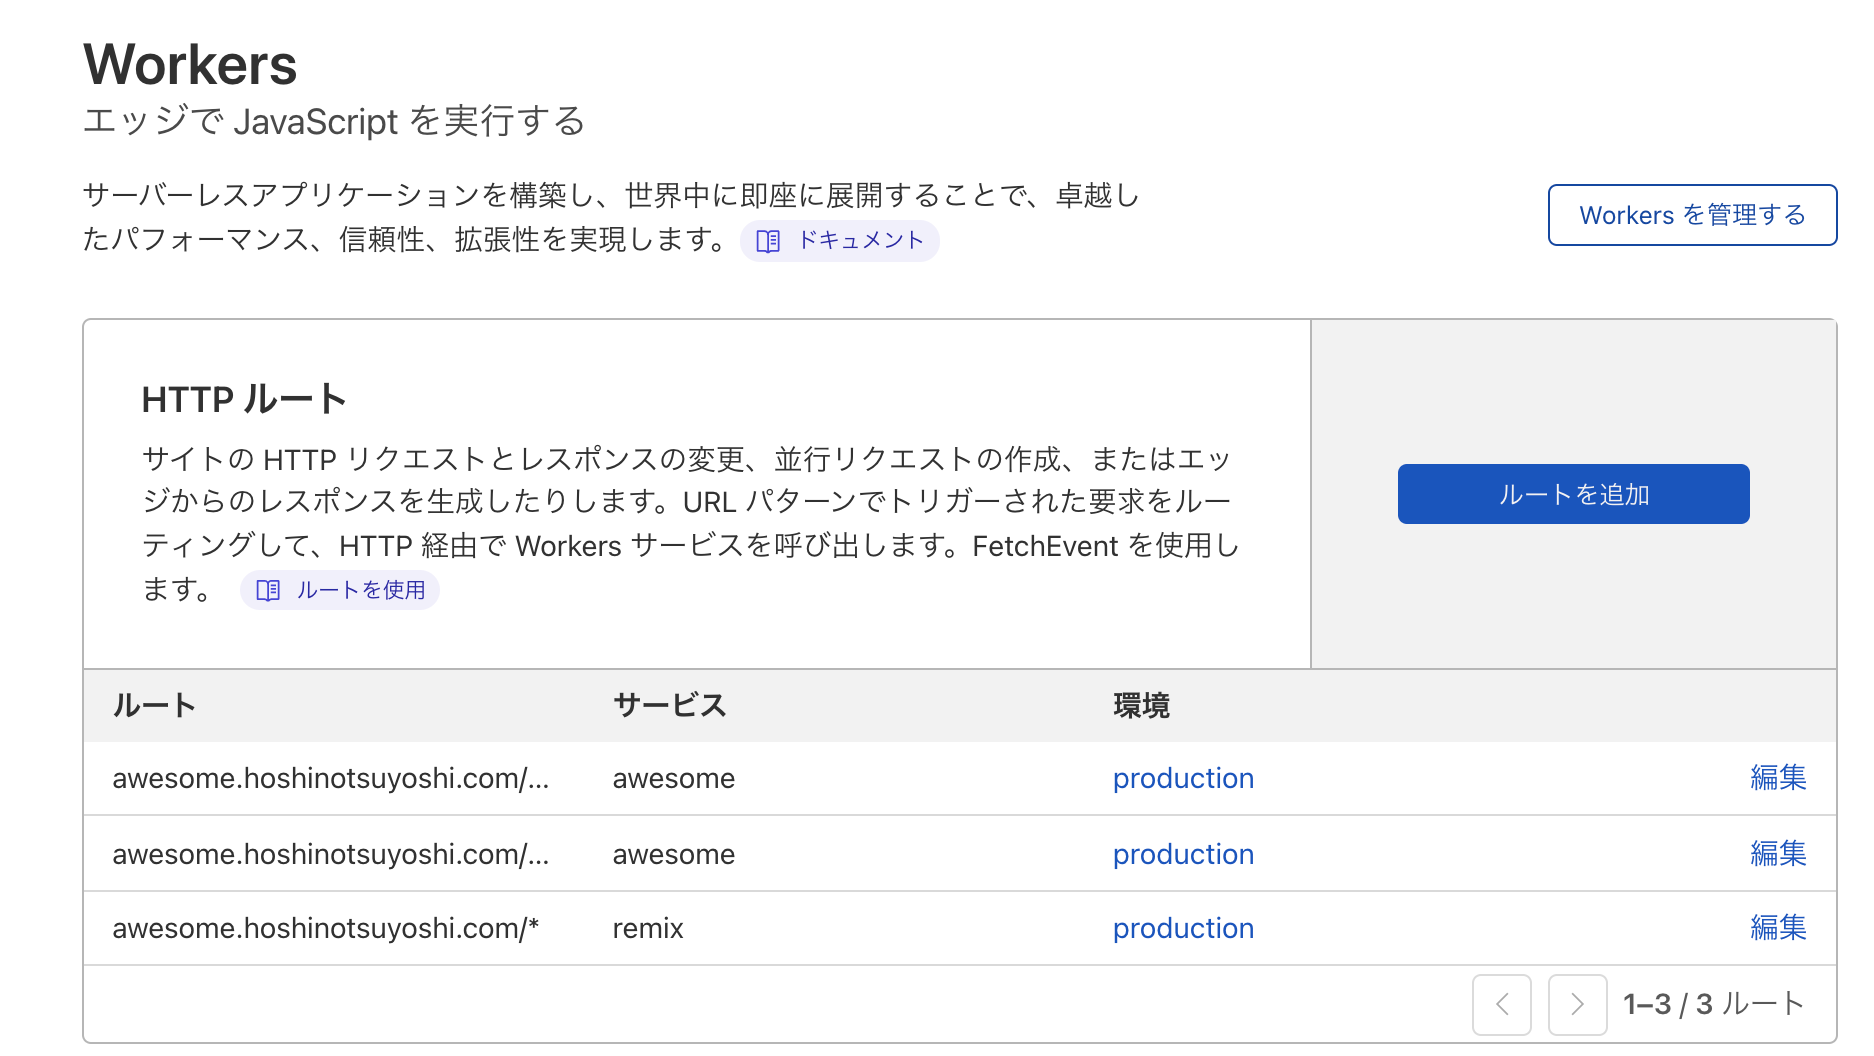 Workers
エッジで JavaScript を実行する
サーバーレスアプリケーションを構築し、世界中に即座に展開することで、卓越し
たパフォーマンス、信頼性、拡張性を実現します。 ドキュメント
Workers を管理する
HTTP ルート
サイトの HTTP リクエストとレスポンスの変更、並行リクエストの作成、またはエッ
ジからのレスポンスを生成したりします。URL パターンでトリガーされた要求をルー
ティングして、HTTP 経由で Workers サービスを呼び出します。FetchEvent を使用し
ます。 ルートを使用
ルートを追加
ルート サービス 環境
awesome.hoshinotsuyoshi.com/... awesome production 編集
awesome.hoshinotsuyoshi.com/... awesome production 編集
awesome.hoshinotsuyoshi.com/* remix production 編集
1–3 / 3 ルート